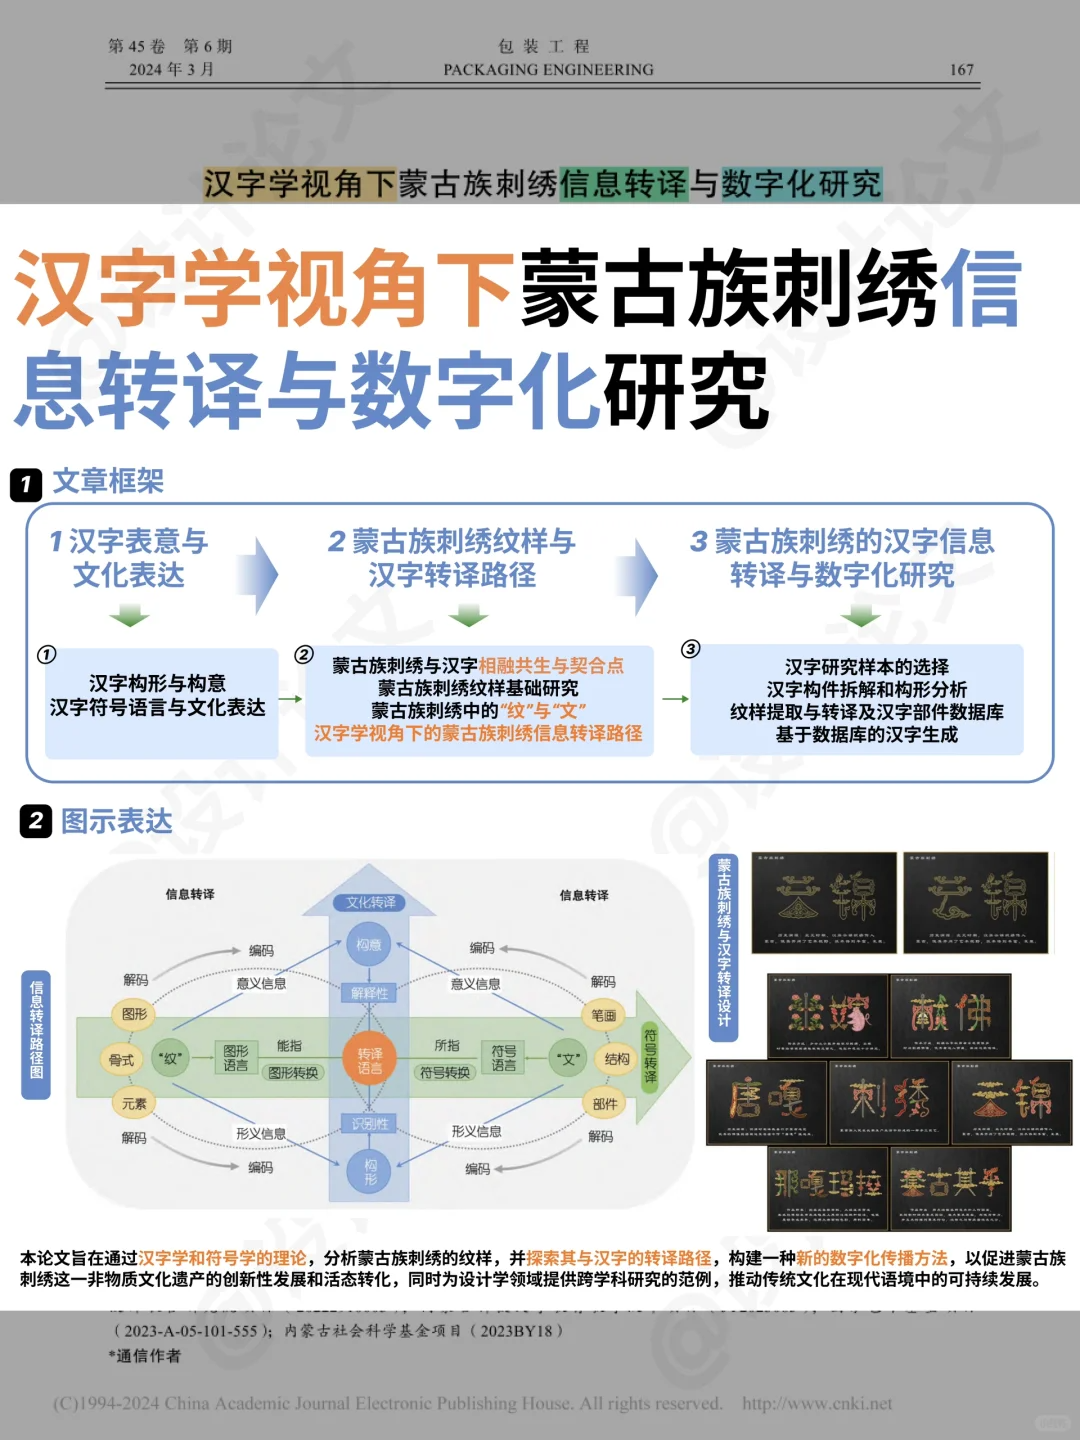 第 45 卷 第 6 期
包 装 工 程
2024 年 3 月
PACKAGING ENGINEERING
167
汉字学视角下蒙古族刺绣信息转译与数字化研究
汉字学视角下蒙古族刺绣信
息转译与数字化研究
1 文章框架
1 汉字表意与
文化表达
2 蒙古族刺绣纹样与
汉字转译路径
3 蒙古族刺绣的汉字信息
转译与数字化研究
①
汉字构形与构意
汉字符号语言与文化表达
②
蒙古族刺绣与汉字相融共生与契合点
蒙古族刺绣纹样基础研究
蒙古族刺绣中的“纹”与“文”
汉字学视角下的蒙古族刺绣信息转译路径
③
汉字研究样本的选择
汉字构件拆解和构形分析
纹样提取与转译及汉字部件数据库
基于数据库的汉字生成
2 图示表达
信息转译路径图
信息转译
信息转译
文化转译
构意
编码
编码
解码
解码
意义信息
解释性
意义信息
图形
笔画
骨式
“纹”
图形
语言
能指
图形转换
转译
语言
所指
符号转换
符号
语言
“文”
结构
符号转译
元素
部件
识别性
解码
解码
形义信息
形义信息
编码
编码
构
形
蒙古族刺绣与汉字转译设计
芸锦
芸锦
献佛
唐嘎
刺绣
芸锦
那嘎玛拉
蒙古其乎
本论文旨在通过汉字学和符号学的理论，分析蒙古族刺绣的纹样，并探索其与汉字的转译路径，构建一种新的数字化传播方法，以促进蒙古族
刺绣这一非物质文化遗产的创新性发展和活态转化，同时为设计学领域提供跨学科研究的范例，推动传统文化在现代语境中的可持续发展。
（2023-A-05-101-555）；内蒙古社会科学基金项目（2023BY18）
*通信作者
(C)1994-2024 China Academic Journal Electronic Publishing House. All rights reserved. http://www.cnki.net
@设计论文